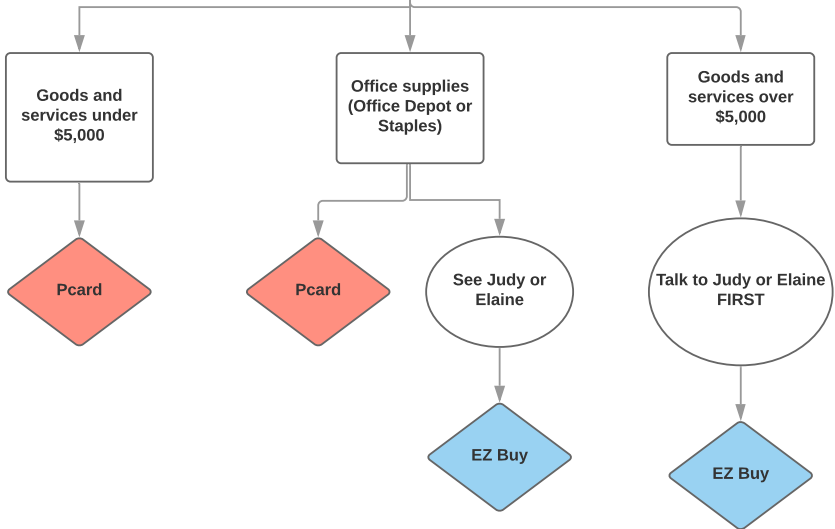 Goods and
services under
$5,000
Office supplies
(Office Depot or
Staples)
Goods and
services over
$5,000
Pcard
Pcard
See Judy or
Elaine
Talk to Judy or Elaine
FIRST
EZ Buy
EZ Buy